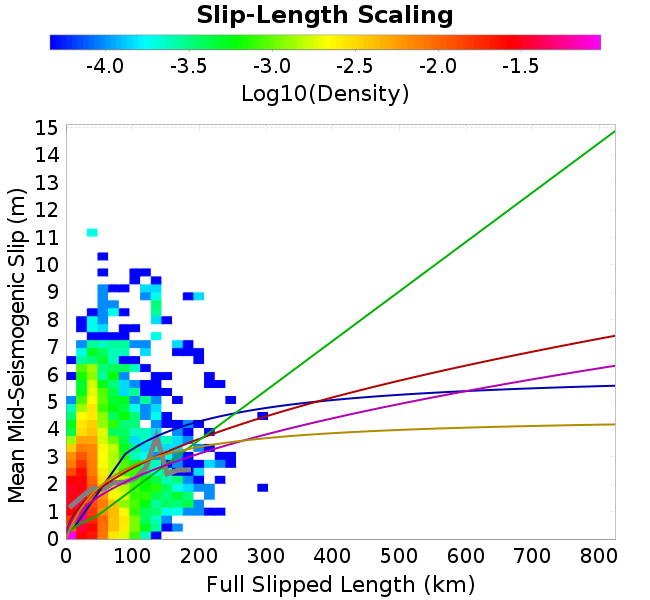 Slip-Length Scaling
-4.0 -3.5 -3.0 -2.5 -2.0 -1.5
Log10(Density)
Mean Mid-Seismogenic Slip (m)
15
14
13
12
11
10
9
8
7
6
5
4
3
2
1
0
0 100 200 300 400 500 600 700 800
Full Slipped Length (km)